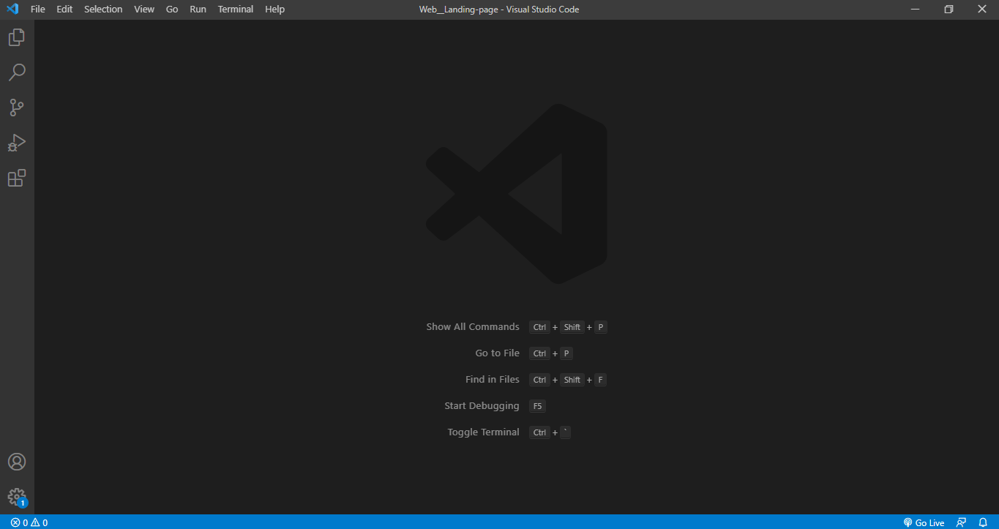 File Edit Selection View Go Run Terminal Help Web__Landing-page - Visual Studio Code
Show All Commands Ctrl + Shift + P
Go to File Ctrl + P
Find in Files Ctrl + Shift + F
Start Debugging F5
Toggle Terminal Ctrl + `
1
0 0 Go Live